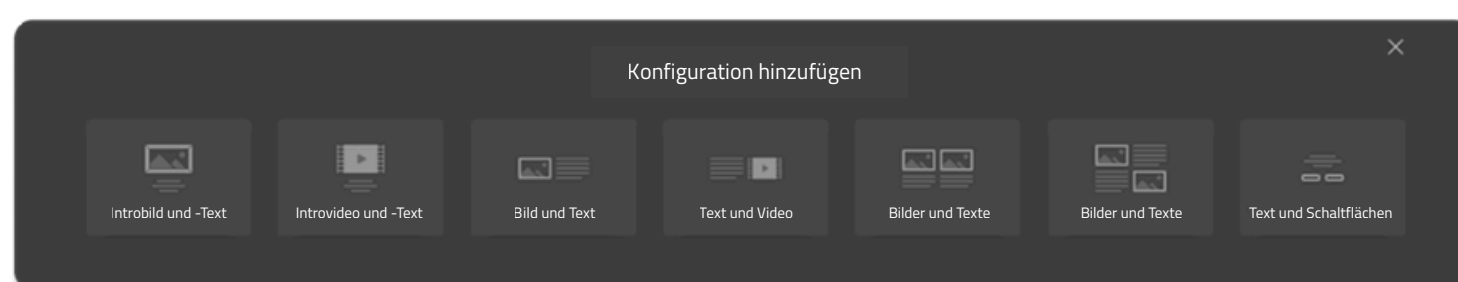 Konfiguration hinzufügen
Introbild und -Text
Introvideo und -Text
Bild und Text
Text und Video
Bilder und Texte
Bilder und Texte
Text und Schaltflächen